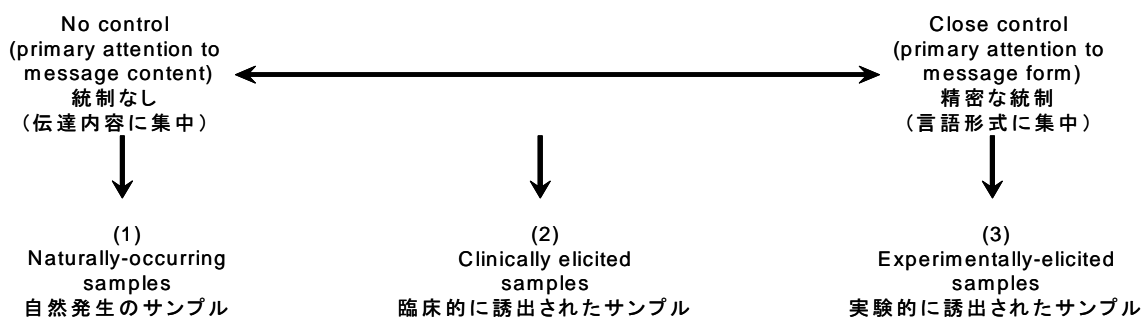 No control
(primary attention to
message content)
統制なし
（伝達内容に集中）
Close control
(primary attention to
message form)
精密な統制
（言語形式に集中）
(1)
Naturally-occurring
samples
自然発生のサンプル
(2)
Clinically elicited
samples
臨床的に誘出されたサンプル
(3)
Experimentally-elicited
samples
実験的に誘出されたサンプル